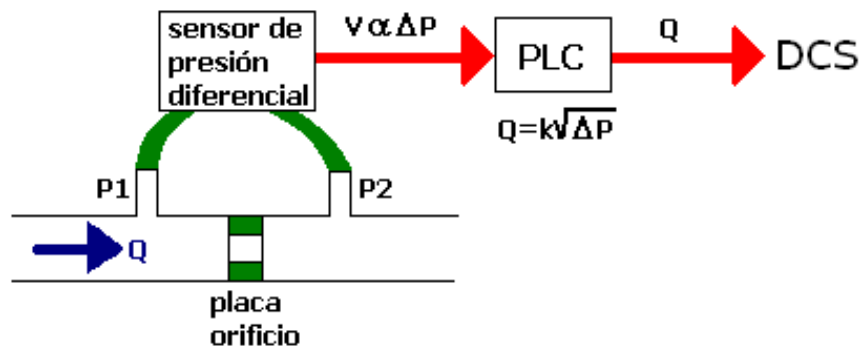 sensor de
presión
diferencial
V α ΔP
PLC
Q
DCS
Q=k√ΔP
P1
P2
Q
placa
orificio